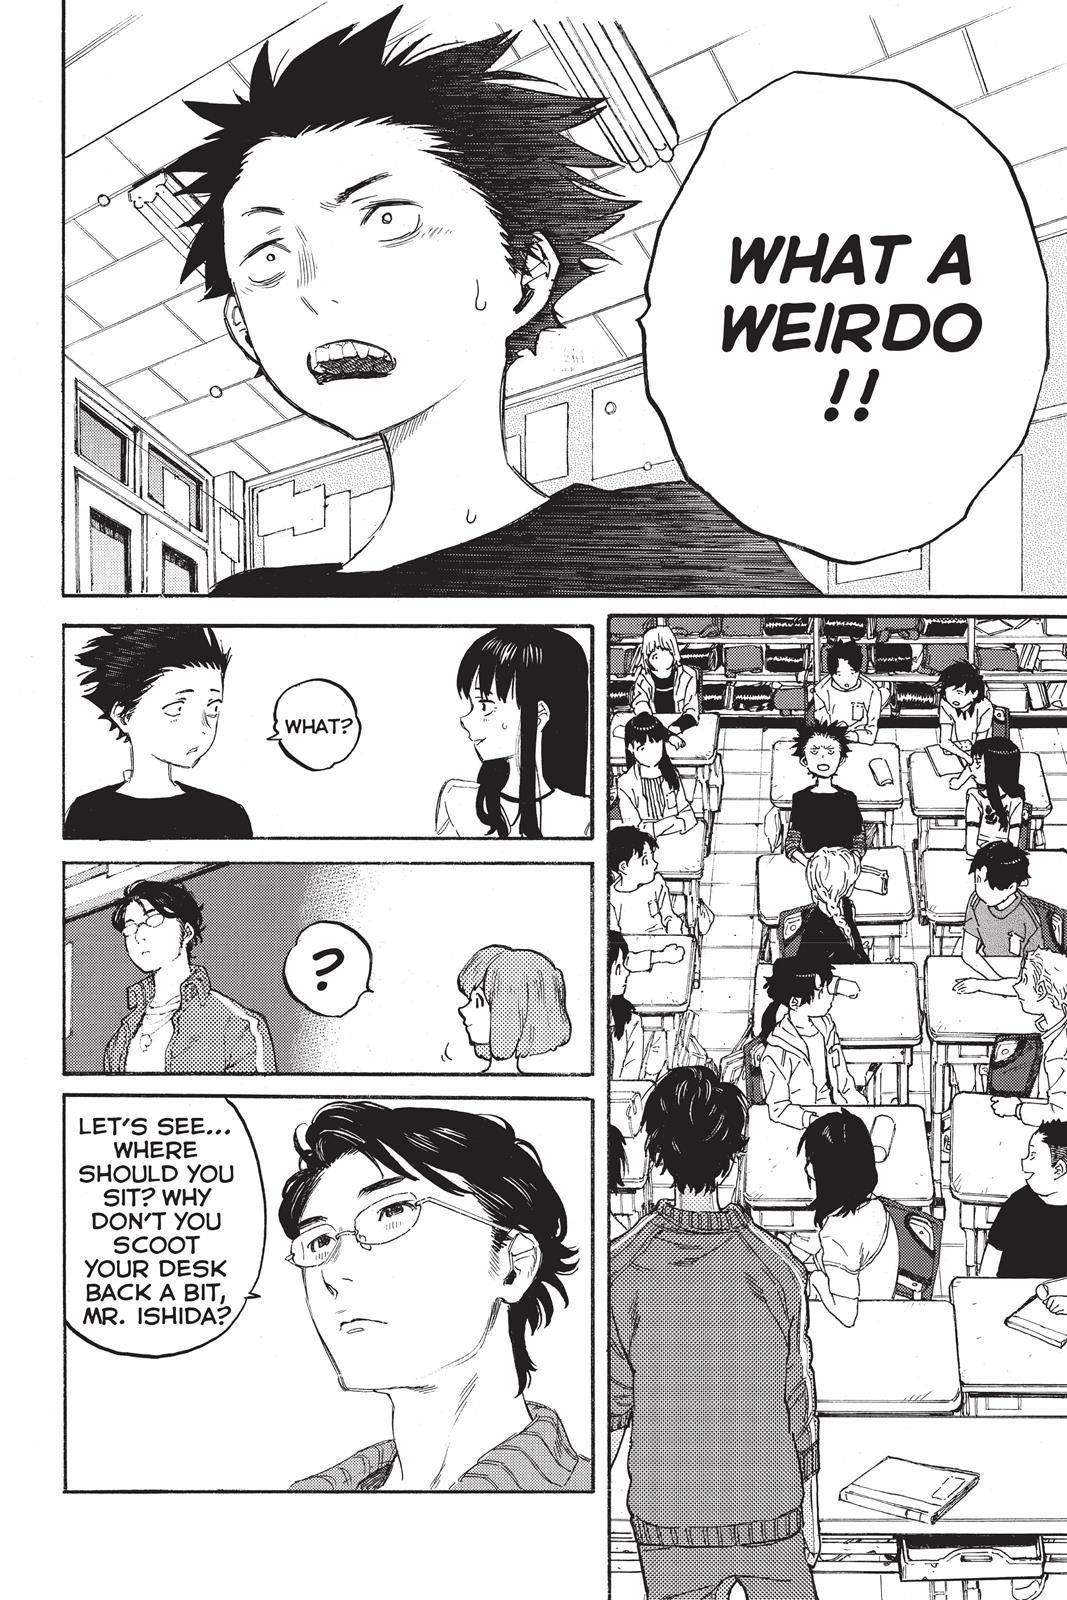 WHAT A
WEIRDO
!!
WHAT?
?
LET'S SEE...
WHERE
SHOULD YOU
SIT? WHY
DON'T YOU
SCOOT
YOUR DESK
BACK A BIT,
MR. ISHIDA?